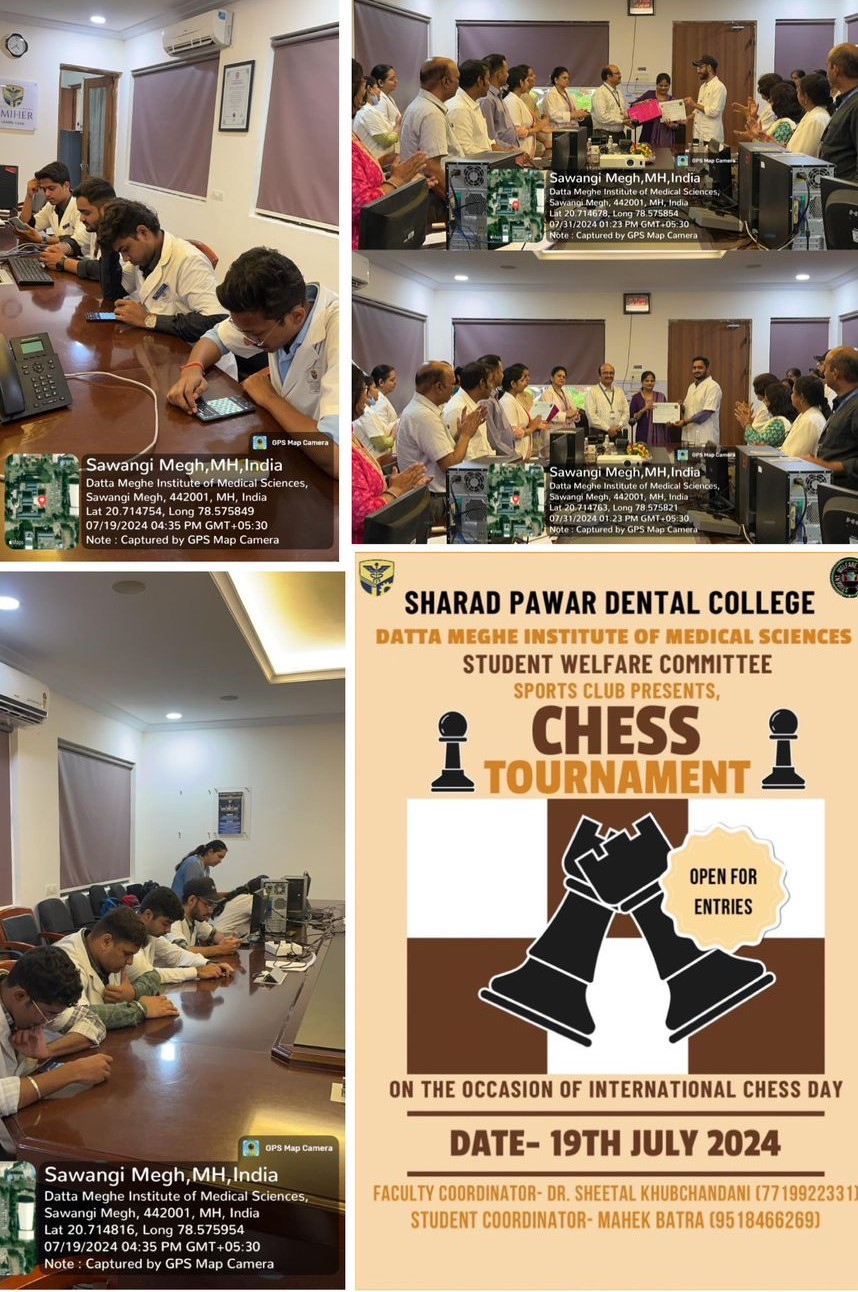 MIHER
GPS Map Camera
Sawangi Megh,MH,India
Datta Meghe Institute of Medical Sciences,
Sawangi Megh, 442001, MH, India
Lat 20.714754, Long 78.575849
07/19/2024 04:35 PM GMT+05:30
Note : Captured by GPS Map Camera
GPS Map Camera
Sawangi Megh,MH,India
Datta Meghe Institute of Medical Sciences,
Sawangi Megh, 442001, MH, India
Lat 20.714678, Long 78.575854
07/31/2024 01:23 PM GMT+05:30
Note : Captured by GPS Map Camera
GPS Map Camera
Sawangi Megh,MH,India
Datta Meghe Institute of Medical Sciences,
Sawangi Megh, 442001, MH, India
Lat 20.714763, Long 78.575821
07/31/2024 01:23 PM GMT+05:30
Note : Captured by GPS Map Camera
GPS Map Camera
Sawangi Megh,MH,India
Datta Meghe Institute of Medical Sciences,
Sawangi Megh, 442001, MH, India
Lat 20.714816, Long 78.575954
07/19/2024 04:35 PM GMT+05:30
Note : Captured by GPS Map Camera
SHARAD PAWAR DENTAL COLLEGE
DATTA MEGHE INSTITUTE OF MEDICAL SCIENCES
STUDENT WELFARE COMMITTEE
SPORTS CLUB PRESENTS,
CHESS
TOURNAMENT
OPEN FOR
ENTRIES
ON THE OCCASION OF INTERNATIONAL CHESS DAY
DATE- 19TH JULY 2024
FACULTY COORDINATOR- DR. SHEETAL KHUBCHANDANI (7719922331)
STUDENT COORDINATOR- MAHEK BATRA (9518466269)